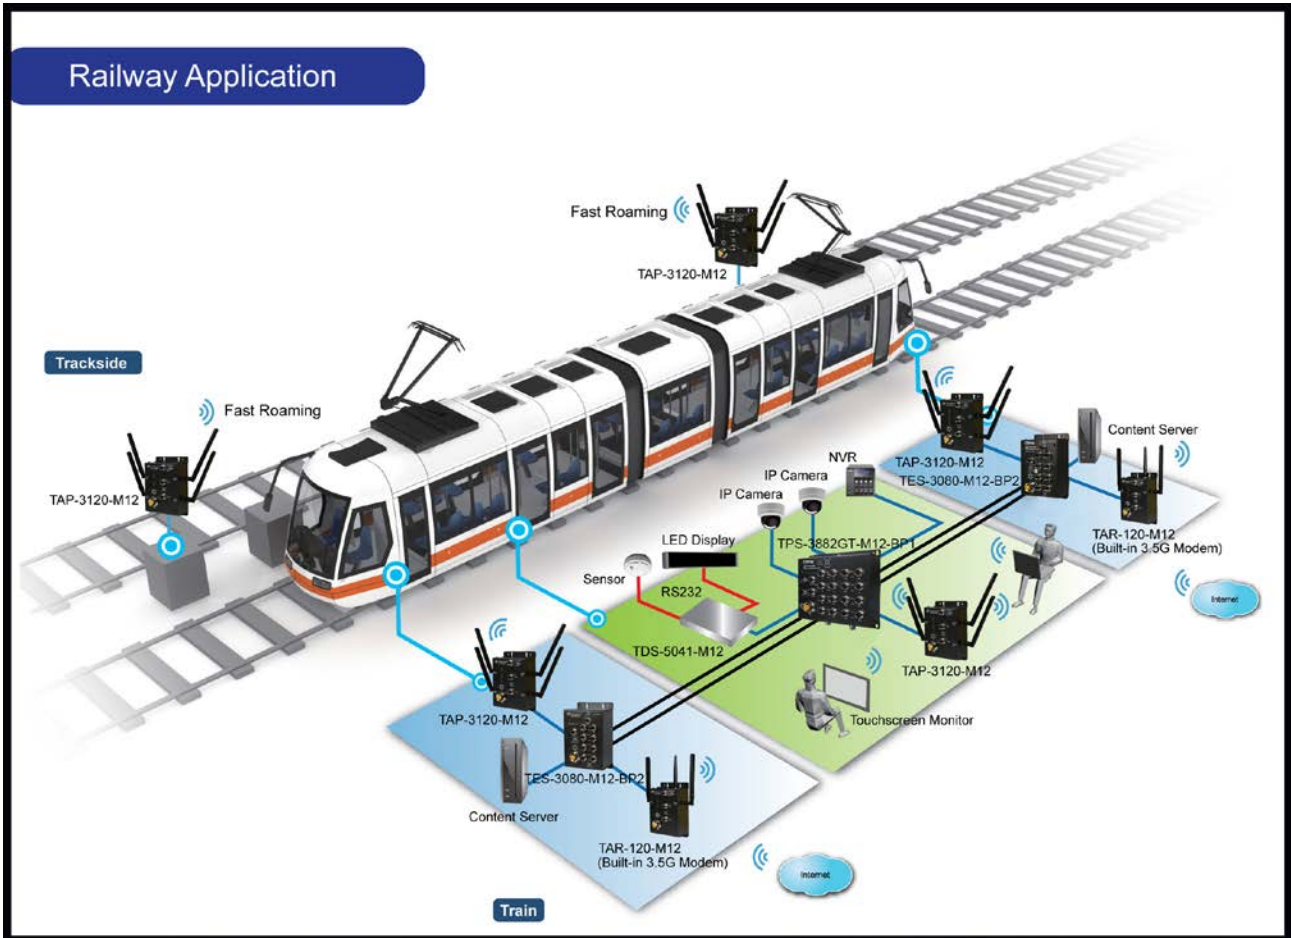 Railway Application
Fast Roaming
TAP-3120-M12
Trackside
Fast Roaming
TAP-3120-M12
Content Server
NVR
TAP-3120-M12
IP Camera
TES-3080-M12-BP2
IP Camera
TAR-120-M12
(Built-in 3.5G Modem)
LED Display
TPS-3882GT-M12-BP1
Sensor
RS232
Internet
TDS-5041-M12
TAP-3120-M12
TAP-3120-M12
Touchscreen Monitor
TES-3080-M12-BP2
Content Server
TAR-120-M12
(Built-in 3.5G Modem)
Internet
Train